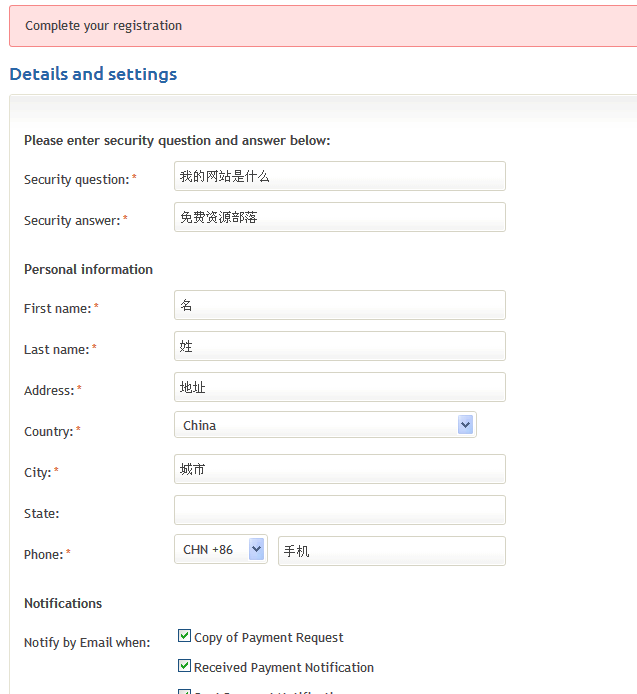 Complete your registration
Details and settings
Please enter security question and answer below:
Security question:* 我的网站是什么
Security answer:* 免费资源部落
Personal information
First name:* 名
Last name:* 姓
Address:* 地址
Country:* China
City:* 城市
State:
Phone:* CHN +86 手机
Notifications
Notify by Email when: Copy of Payment Request
Received Payment Notification